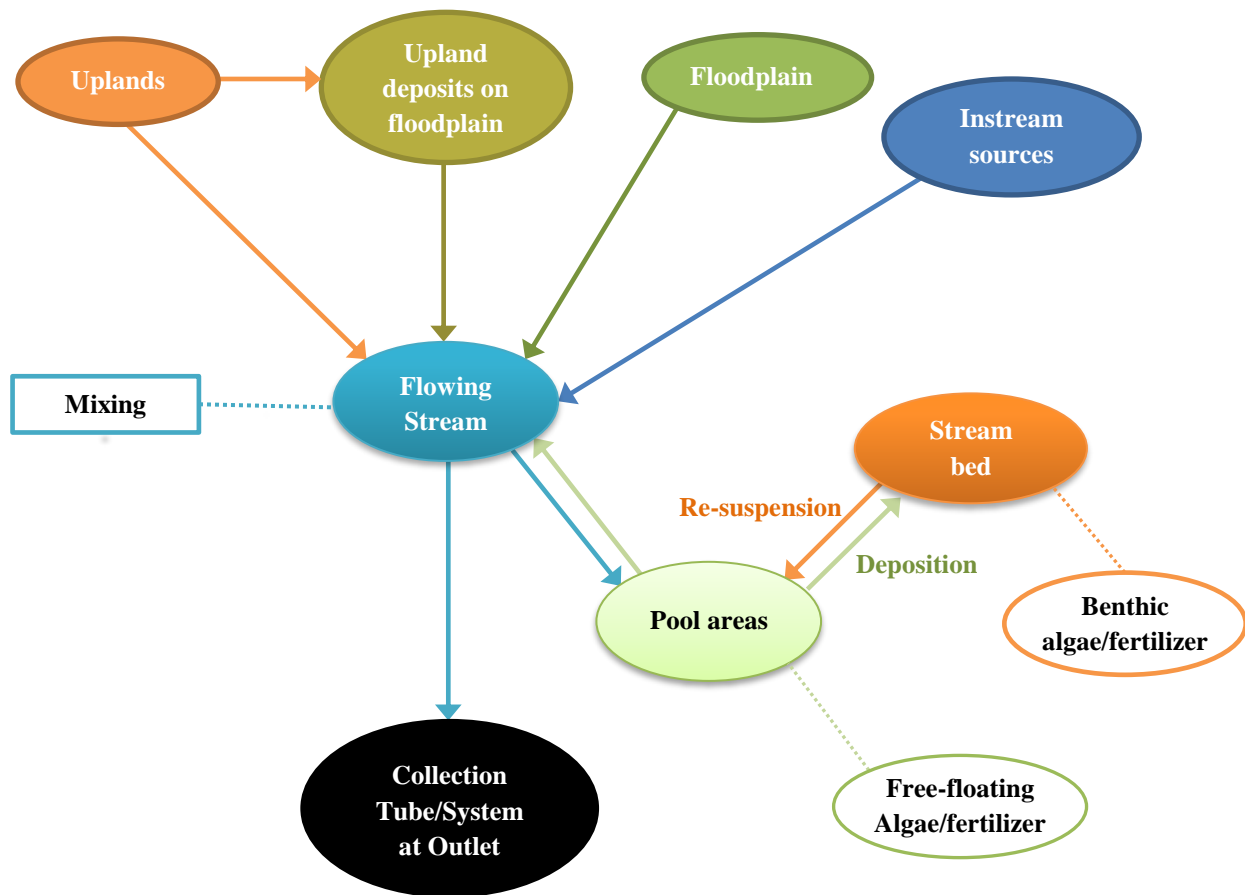 Uplands
Upland
deposits on
floodplain
Floodplain
Instream
sources
Mixing
Flowing
Stream
Stream
bed
Re-suspension
Deposition
Pool areas
Benthic
algae/fertilizer
Collection
Tube/System
at Outlet
Free-floating
Algae/fertilizer